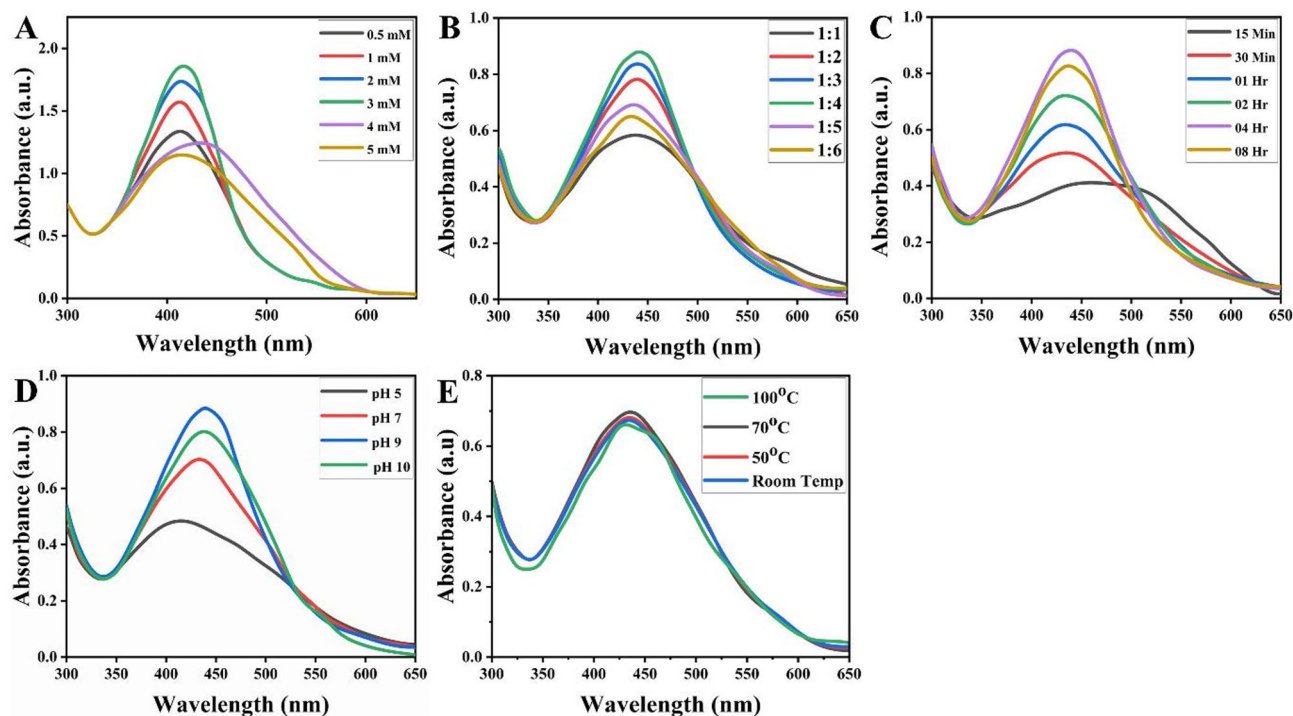 A
Absorbance (a.u.)
2.0
1.5
1.0
0.5
0.0
300
400
500
600
Wavelength (nm)
0.5 mM
1 mM
2 mM
3 mM
4 mM
5 mM
B
Absorbance (a.u.)
1.0
0.8
0.6
0.4
0.2
0.0
300
350
400
450
500
550
600
650
Wavelength (nm)
1:1
1:2
1:3
1:4
1:5
1:6
C
Absorbance (a.u.)
1.0
0.8
0.6
0.4
0.2
0.0
300
350
400
450
500
550
600
650
Wavelength (nm)
15 Min
30 Min
01 Hr
02 Hr
04 Hr
08 Hr
D
Absorbance (a.u.)
1.0
0.8
0.6
0.4
0.2
0.0
300
350
400
450
500
550
600
650
Wavelength (nm)
pH 5
pH 7
pH 9
pH 10
E
Absorbance (a.u.)
0.8
0.6
0.4
0.2
0.0
300
350
400
450
500
550
600
650
Wavelength (nm)
100⁰C
70⁰C
50⁰C
Room Temp